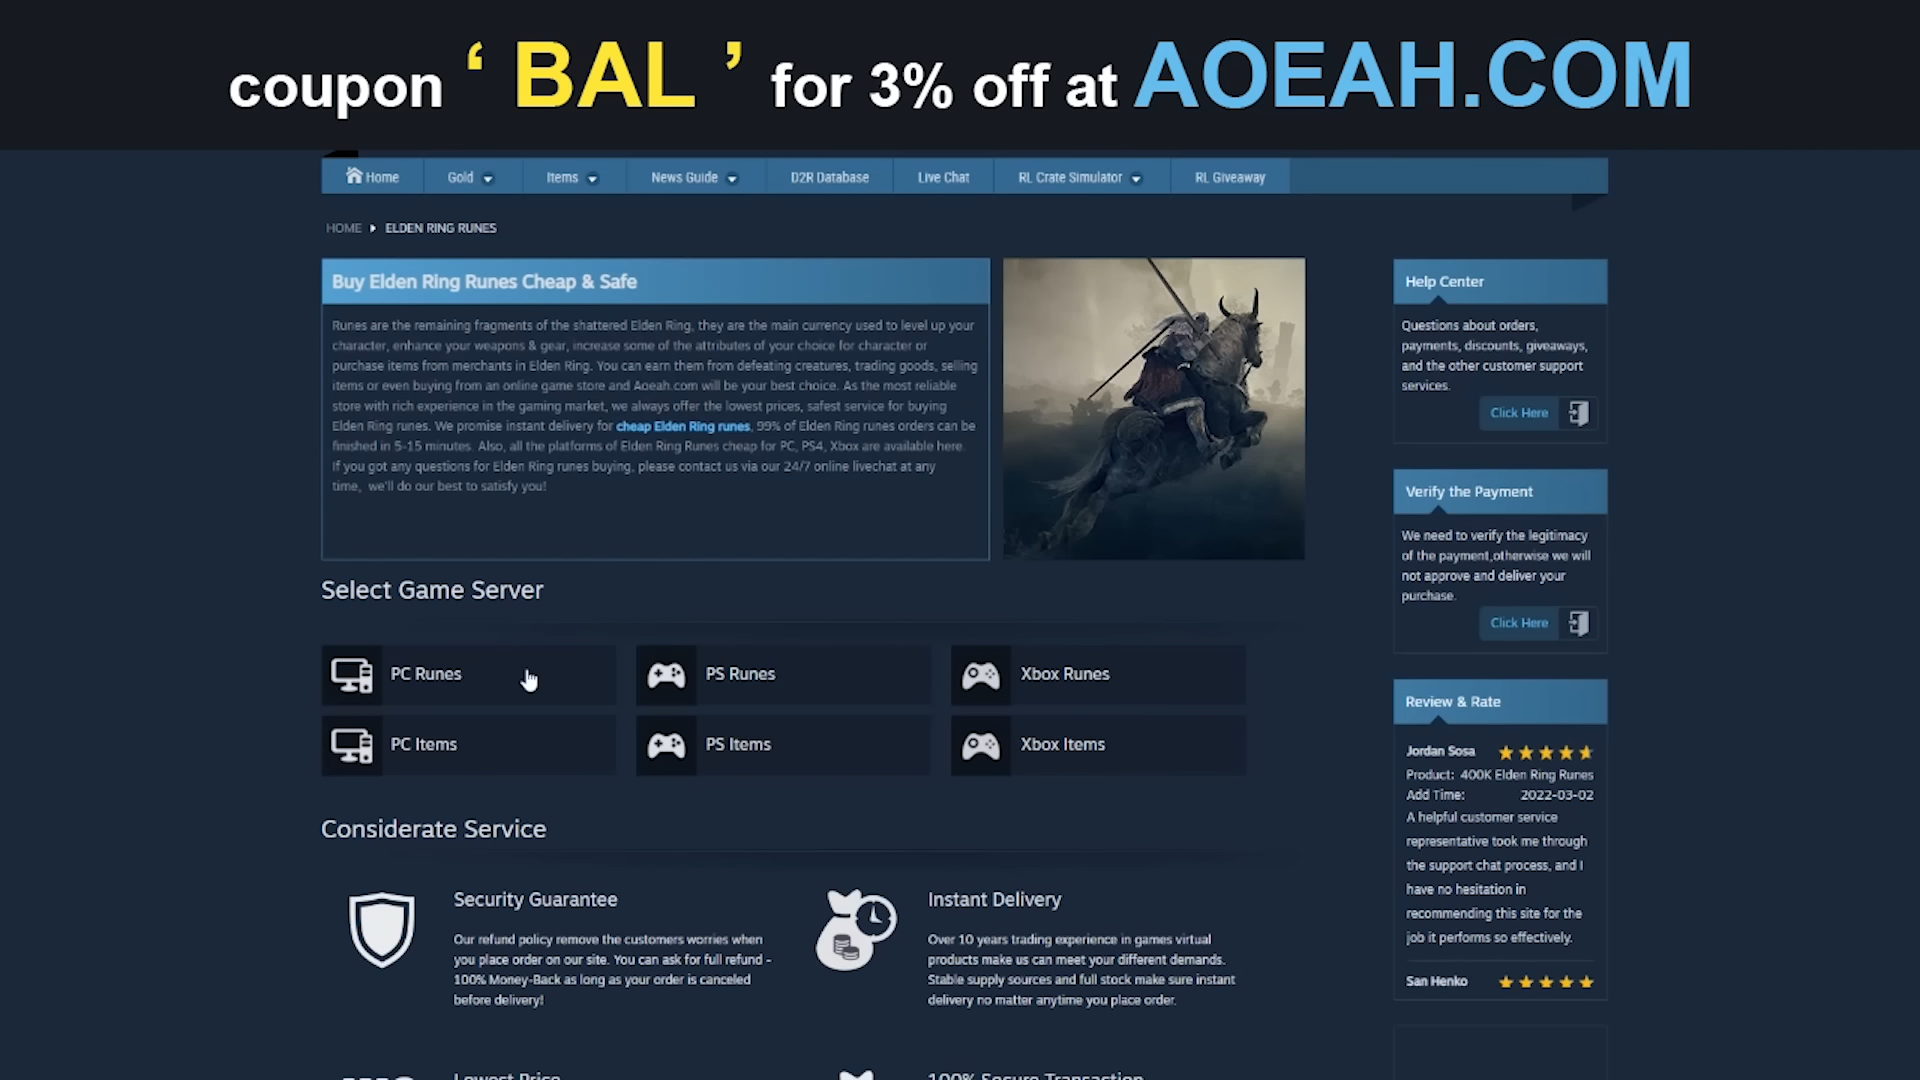 coupon ‘ BAL ’ for 3% off at AOEAH.COM
Home
Gold
Items
News Guide
D2R Database
Live Chat
RL Crate Simulator
RL Giveaway
HOME ELDEN RING RUNES
Buy Elden Ring Runes Cheap & Safe
Runes are the remaining fragments of the shattered Elden Ring, they are the main currency used to level up your
character, enhance your weapons & gear, increase some of the attributes of your choice for character or
purchase items from merchants in Elden Ring. You can earn them from defeating creatures, trading goods, selling
items or even buying from an online game store and Aoeah.com will be your best choice. As the most reliable
store with rich experience in the gaming market, we always offer the lowest prices, safest service for buying
Elden Ring runes. We promise instant delivery for cheap Elden Ring runes, 99% of Elden Ring runes orders can be
finished in 5-15 minutes. Also, all the platforms of Elden Ring Runes cheap for PC, PS4, Xbox are available here.
If you got any questions for Elden Ring runes buying, please contact us via our 24/7 online livechat at any
time, we'll do our best to satisfy you!
Select Game Server
PC Runes
PS Runes
Xbox Runes
PC Items
PS Items
Xbox Items
Considerate Service
Security Guarantee
Our refund policy remove the customers worries when
you place order on our site. You can ask for full refund -
100% Money-Back as long as your order is canceled
before delivery!
Instant Delivery
Over 10 years trading experience in games virtual
products make us can meet your different demands.
Stable supply sources and full stock make sure instant
delivery no matter anytime you place order.
Lowest Price
100% Secure Transaction
Help Center
Questions about orders,
payments, discounts, giveaways,
and the other customer support
services.
Click Here
Verify the Payment
We need to verify the legitimacy
of the payment,otherwise we will
not approve and deliver your
purchase.
Click Here
Review & Rate
Jordan Sosa
Product: 400K Elden Ring Runes
Add Time: 2022-03-02
A helpful customer service
representative took me through
the support chat process, and I
have no hesitation in
recommending this site for the
job it performs so effectively.
San Henko